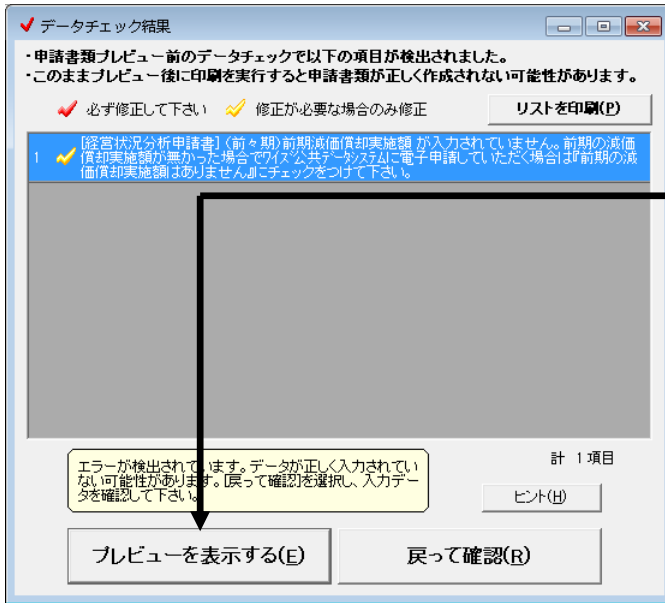 データチェック結果
・申請書類プレビュー前のデータチェックで以下の項目が検出されました。
・このままプレビュー後に印刷を実行すると申請書類が正しく作成されない可能性があります。
必ず修正して下さい 修正が必要な場合のみ修正 リストを印刷(P)
1 [経営状況分析申請書]（前々期）前期減価償却実施額 が入力されていません。前期の減価
償却実施額が無かった場合でワイズ公共データシステムに電子申請していただく場合は『前期の減
価償却実施額はありません』にチェックをつけて下さい。
計 1 項目
エラーが検出されています。データが正しく入力されてい
ない可能性があります。[戻って確認]を選択し、入力デー
タを確認して下さい。
ヒント(H)
プレビューを表示する(E) 戻って確認(R)